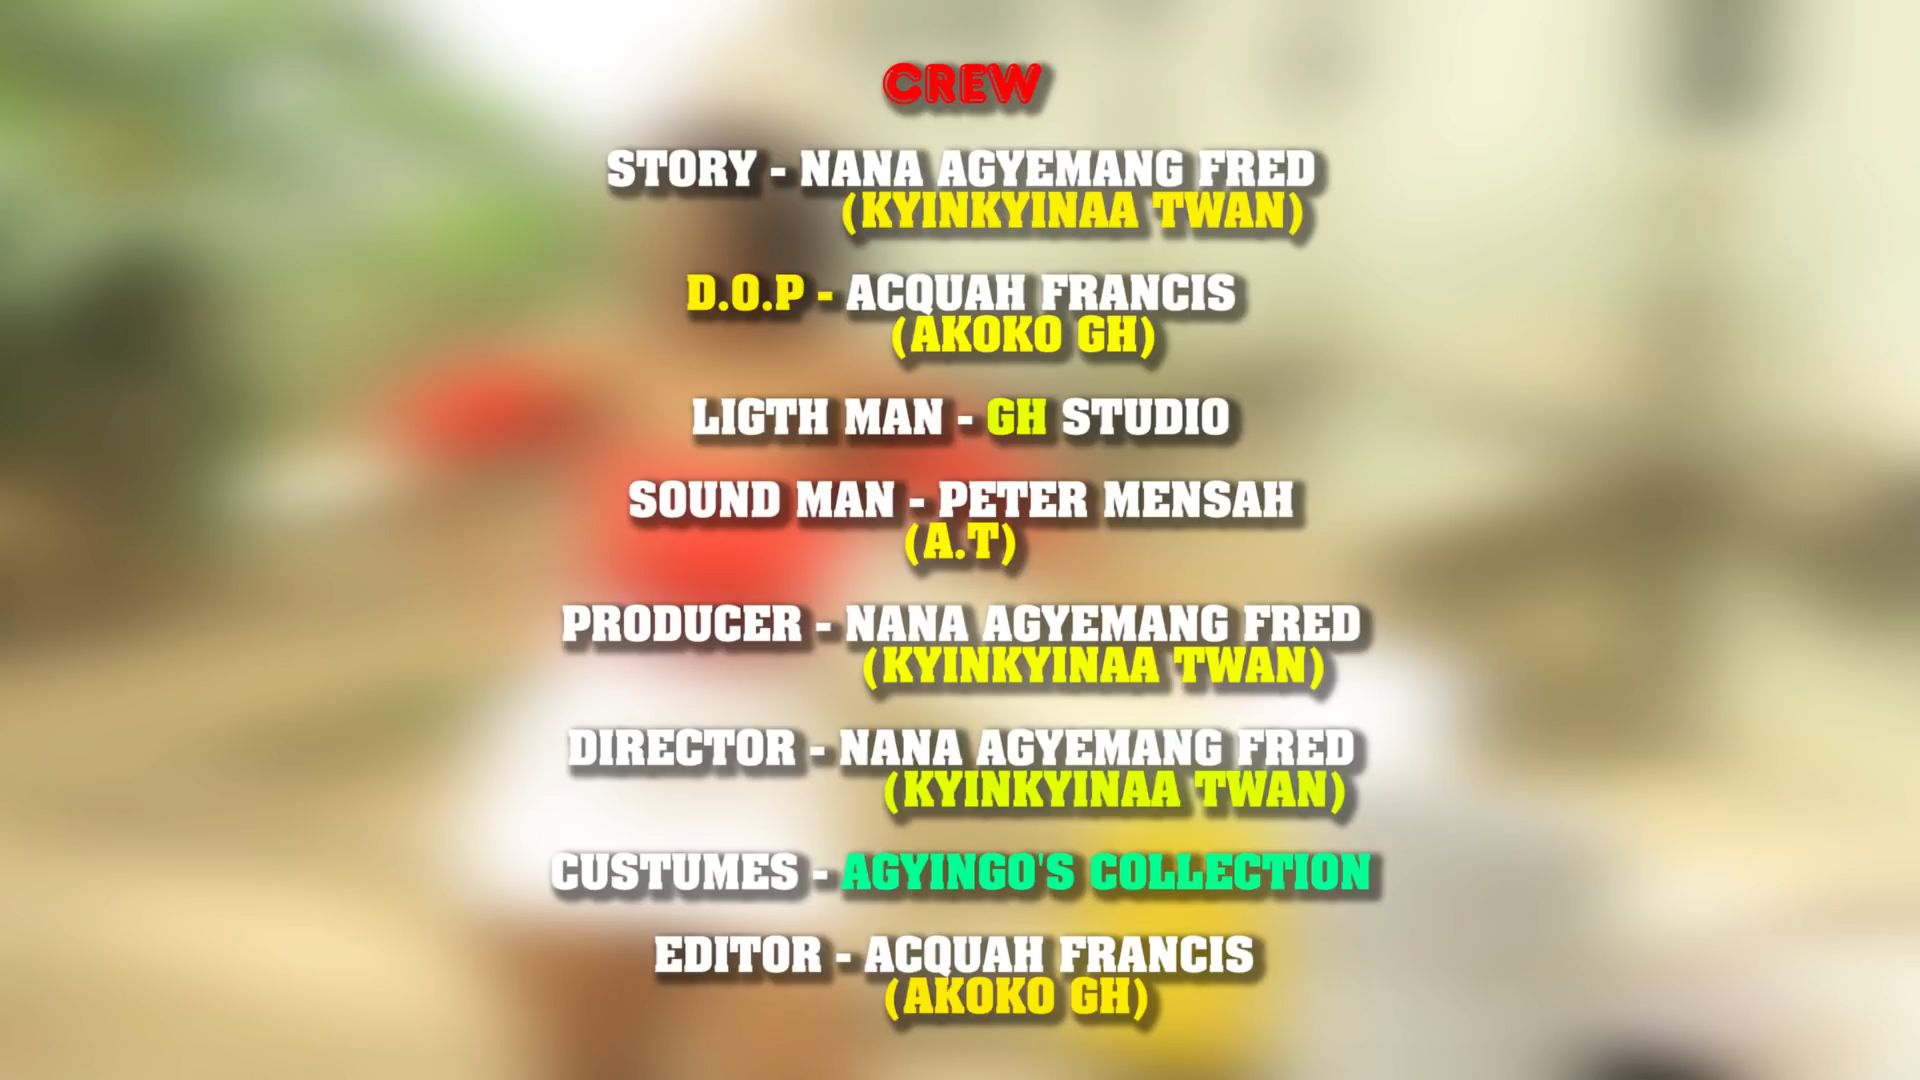 CREW
STORY - NANA AGYEMANG FRED
(KYINKYINAA TWAN)
D.O.P - ACQUAH FRANCIS
(AKOKO GH)
LIGTH MAN - GH STUDIO
SOUND MAN - PETER MENSAH
(A.T)
PRODUCER - NANA AGYEMANG FRED
(KYINKYINAA TWAN)
DIRECTOR - NANA AGYEMANG FRED
(KYINKYINAA TWAN)
CUSTUMES - AGYINGO'S COLLECTION
EDITOR - ACQUAH FRANCIS
(AKOKO GH)